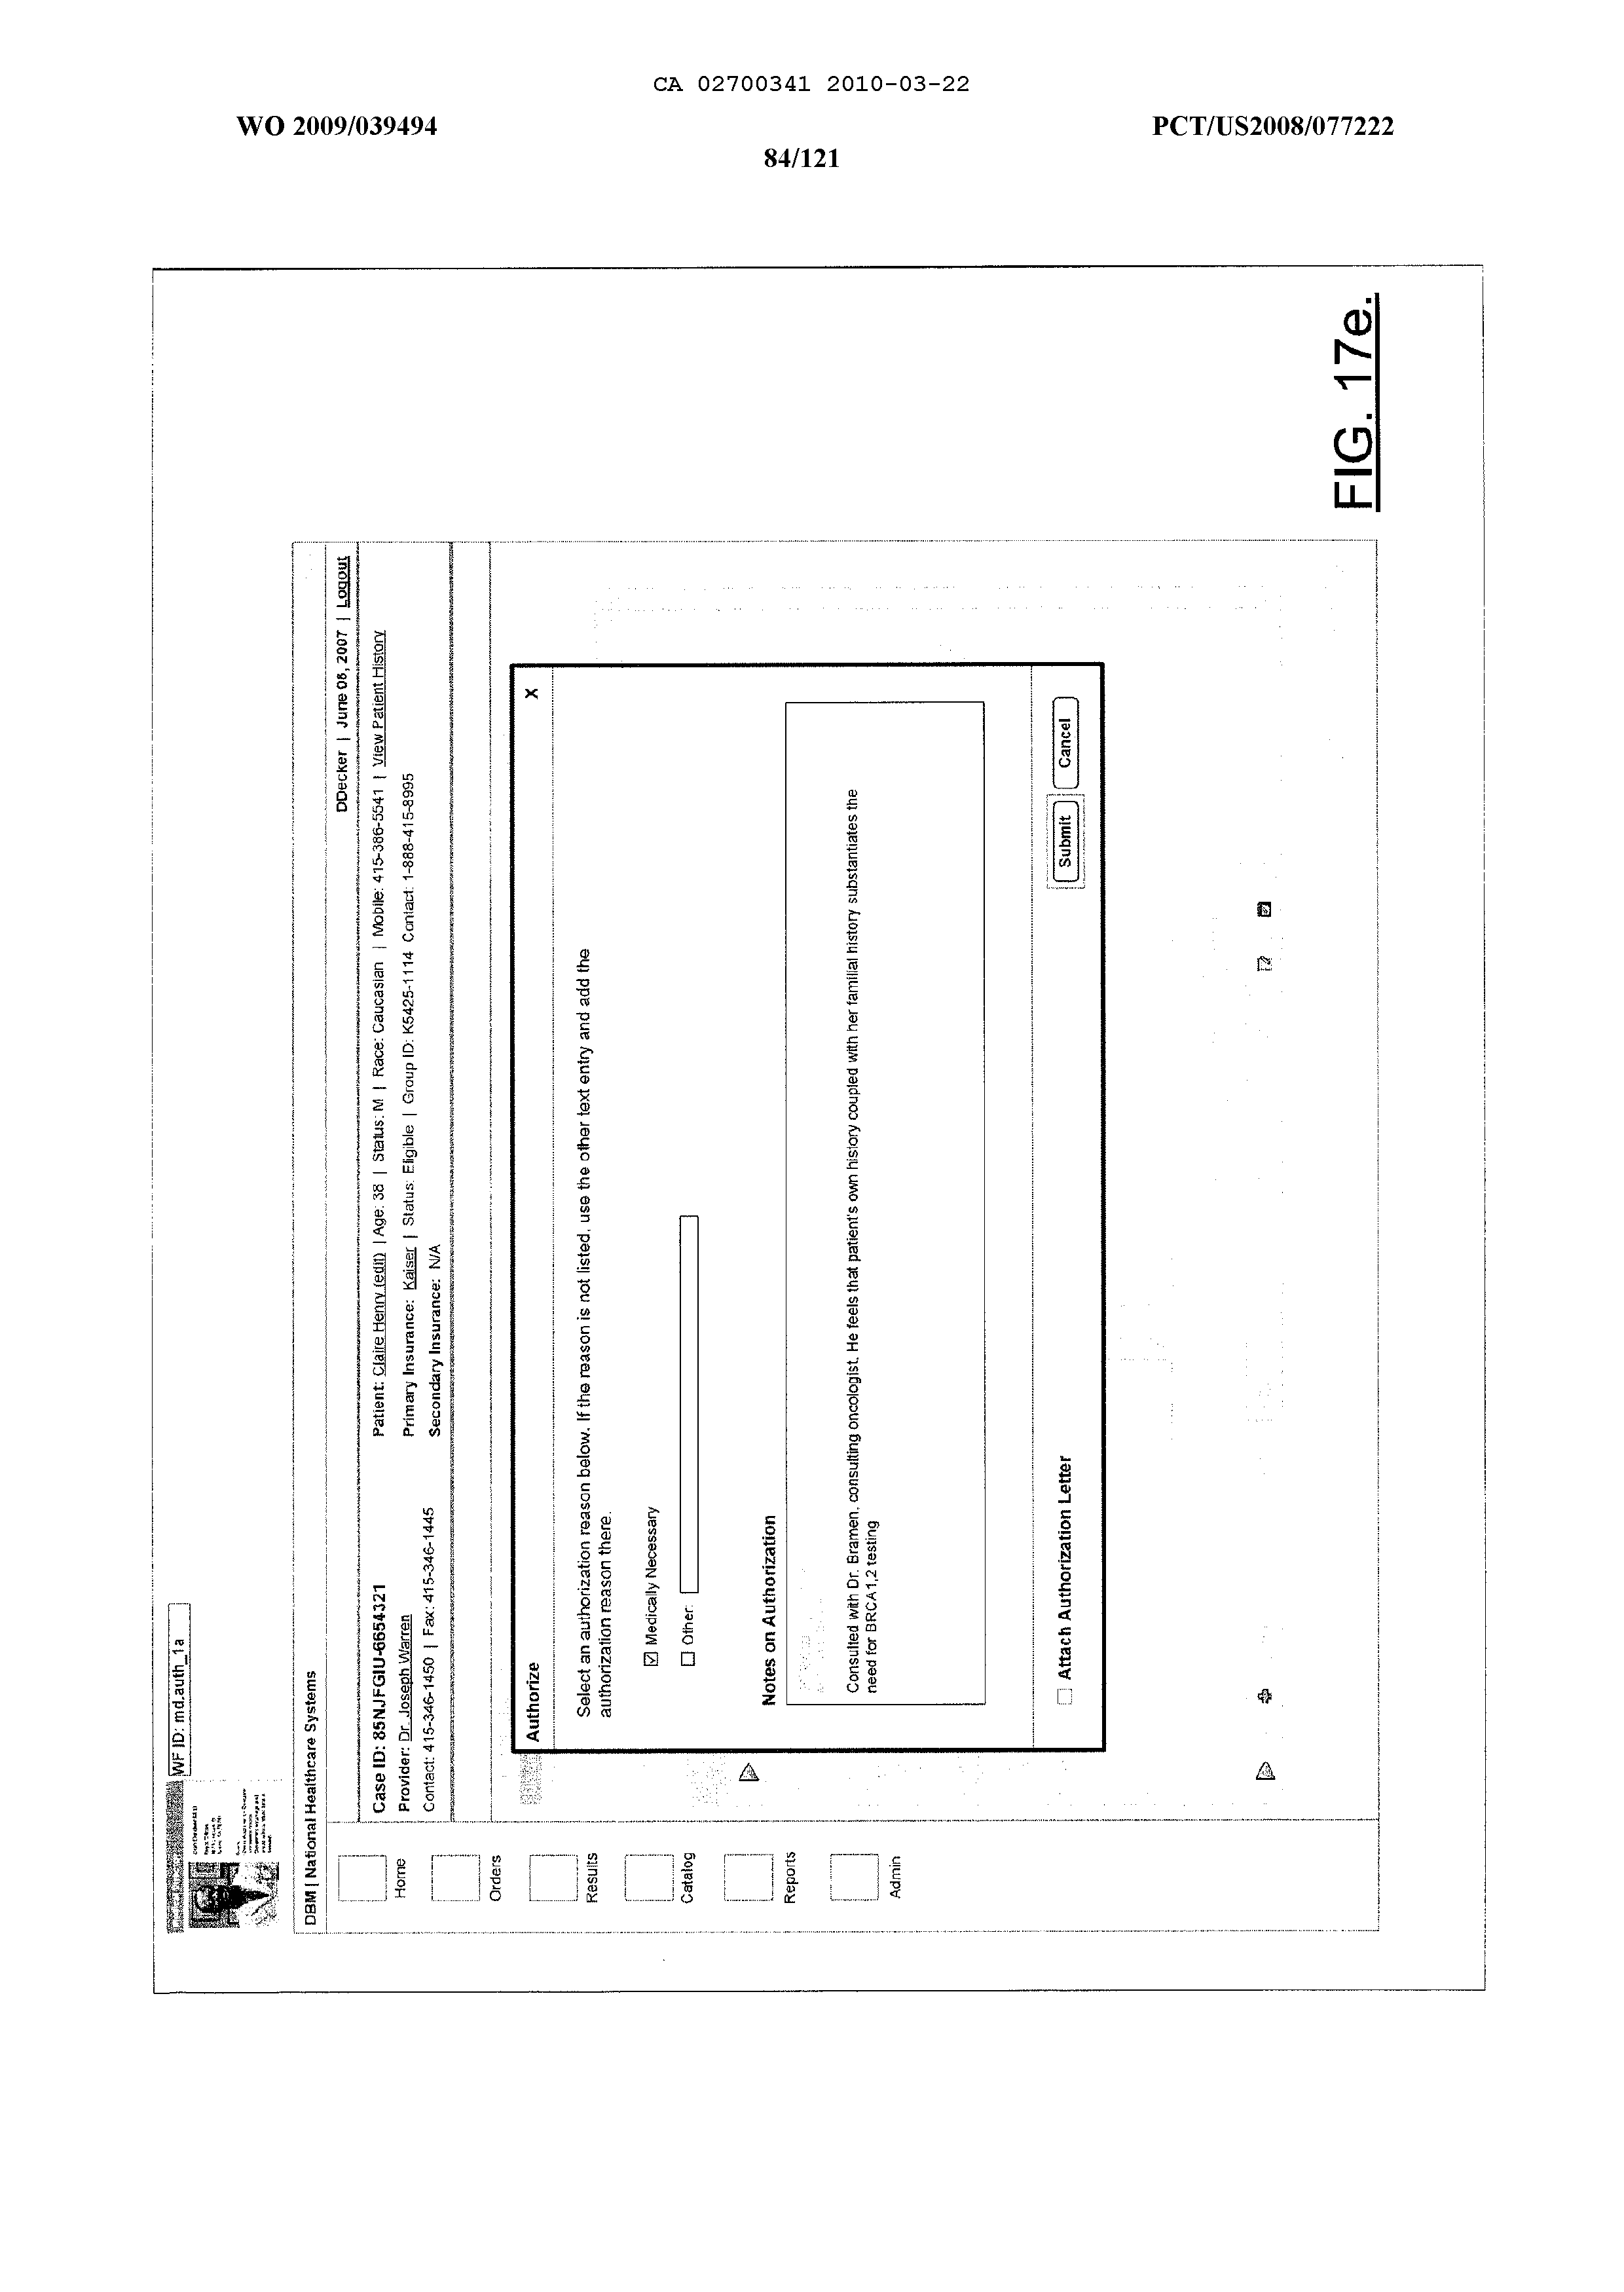 CA 02700341 2010-03-22
WO 2009/039494
PCT/US2008/077222
84/121
WF ID: md.auth_1a
DBM | National Healthcare Systems
DDecker | June 06, 2007 | Logout
Case ID: 85NJFGIU-6654321
Provider: Dr. Joseph Warren
Contact: 415-346-1450 | Fax: 415-346-1445
Patient: Claire Henry (edit) | Age: 38 | Status: M | Race: Caucasian | Mobile: 415-386-5541 | View Patient History
Primary Insurance: Kaiser | Status: Eligible | Group ID: K5425-1114 Contact: 1-888-415-8995
Secondary Insurance: N/A
Home
Orders
Results
Catalog
Reports
Admin
Authorize
X
Select an authorization reason below. If the reason is not listed, use the other text entry and add the
authorization reason there.
Medically Necessary
Other:
Notes on Authorization
Consulted with Dr. Bramen, consulting oncologist. He feels that patient's own history coupled with her familial history substantiates the
need for BRCA1,2 testing
Attach Authorization Letter
Submit
Cancel
FIG. 17e.